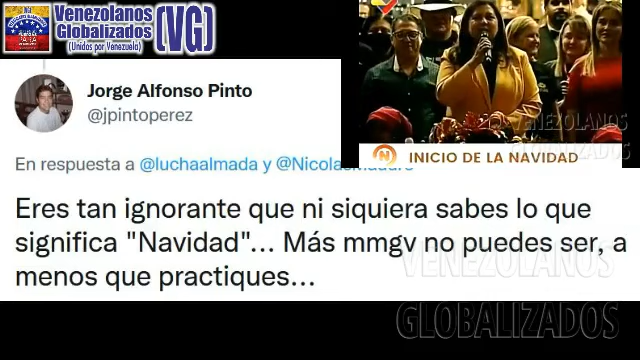 Venezolanos
Globalizados
(Unidos por Venezuela)
(VG)
Jorge Alfonso Pinto
@jpintoperez
En respuesta a @luchaalmada y @NicolasMaduro
Eres tan ignorante que ni siquiera sabes lo que
significa "Navidad"... Más mmgv no puedes ser, a
menos que practiques...
INICIO DE LA NAVIDAD
VENEZOLANOS
GLOBALIZADOS
VENEZOLANOS
GLOBALIZADOS